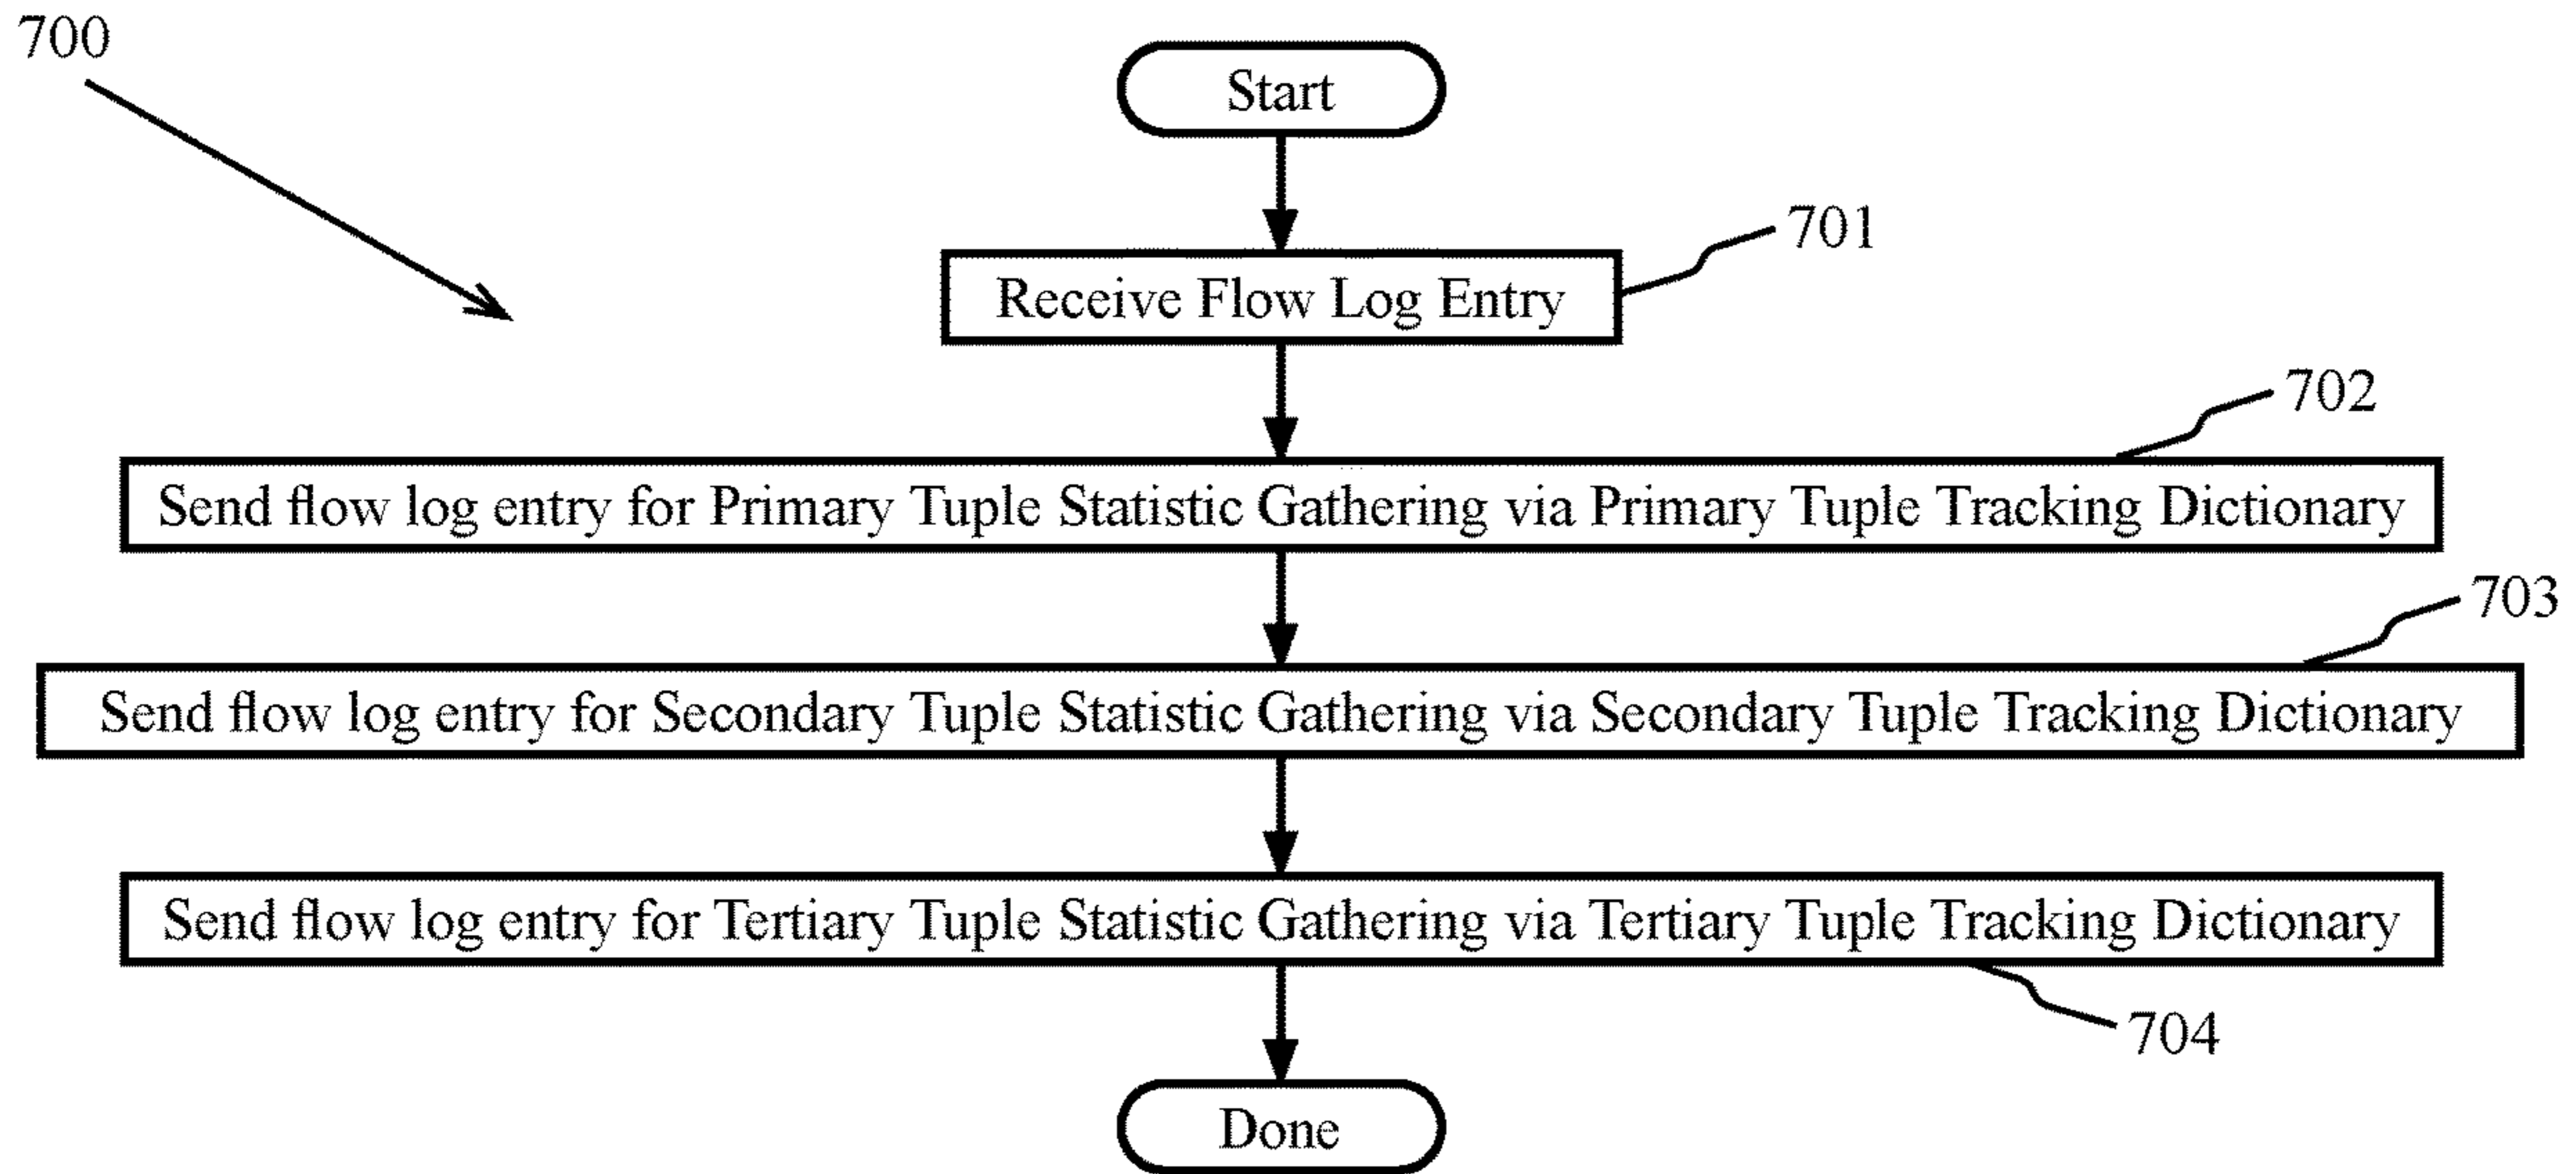 700
Start
701
Receive Flow Log Entry
702
Send flow log entry for Primary Tuple Statistic Gathering via Primary Tuple Tracking Dictionary
703
Send flow log entry for Secondary Tuple Statistic Gathering via Secondary Tuple Tracking Dictionary
Send flow log entry for Tertiary Tuple Statistic Gathering via Tertiary Tuple Tracking Dictionary
704
Done